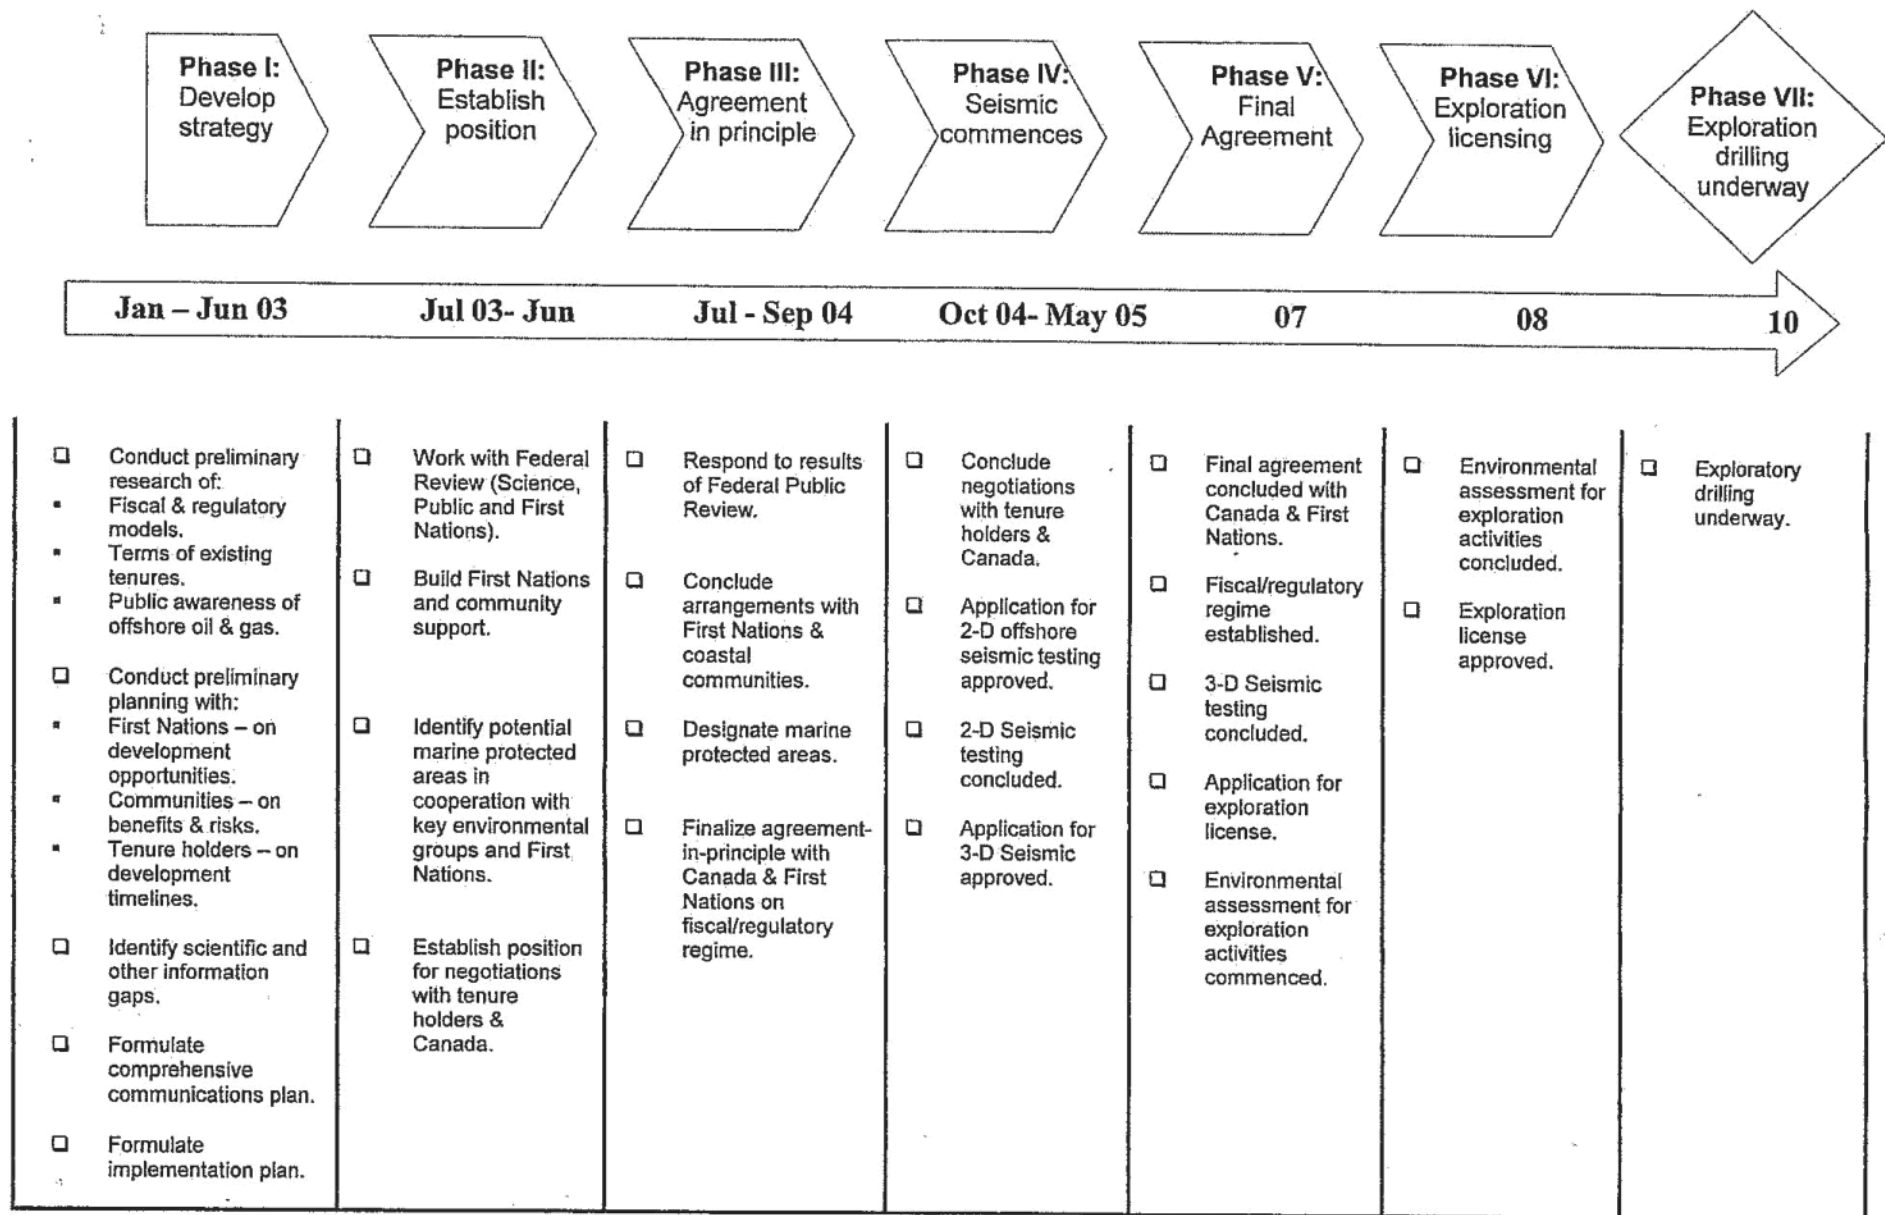 Phase I:
Develop
strategy
Phase II:
Establish
position
Phase III:
Agreement
in principle
Phase IV:
Seismic
commences
Phase V:
Final
Agreement
Phase VI:
Exploration
licensing
Phase VII:
Exploration
drilling
underway
Jan – Jun 03
Jul 03- Jun
Jul - Sep 04
Oct 04- May 05
07
08
10
❑ Conduct preliminary
research of:
▪ Fiscal & regulatory
models.
▪ Terms of existing
tenures.
▪ Public awareness of
offshore oil & gas.
❑ Conduct preliminary
planning with:
▪ First Nations – on
development
opportunities.
▪ Communities – on
benefits & risks.
▪ Tenure holders – on
development
timelines.
❑ Identify scientific and
other information
gaps.
❑ Formulate
comprehensive
communications plan.
❑ Formulate
implementation plan.
❑ Work with Federal
Review (Science,
Public and First
Nations).
❑ Build First Nations
and community
support.
❑ Identify potential
marine protected
areas in
cooperation with
key environmental
groups and First
Nations.
❑ Establish position
for negotiations
with tenure
holders &
Canada.
❑ Respond to results
of Federal Public
Review.
❑ Conclude
arrangements with
First Nations &
coastal
communities.
❑ Designate marine
protected areas.
❑ Finalize agreement-
in-principle with
Canada & First
Nations on
fiscal/regulatory
regime.
❑ Conclude
negotiations
with tenure
holders &
Canada.
❑ Application for
2-D offshore
seismic testing
approved.
❑ 2-D Seismic
testing
concluded.
❑ Application for
3-D Seismic
approved.
❑ Final agreement
concluded with
Canada & First
Nations.
❑ Fiscal/regulatory
regime
established.
❑ 3-D Seismic
testing
concluded.
❑ Application for
exploration
license.
❑ Environmental
assessment for
exploration
activities
commenced.
❑ Environmental
assessment for
exploration
activities
concluded.
❑ Exploration
license
approved.
❑ Exploratory
drilling
underway.